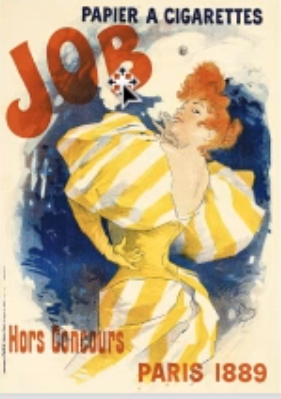 PAPIER A CIGARETTES
JOB
Hors Concours
PARIS 1889